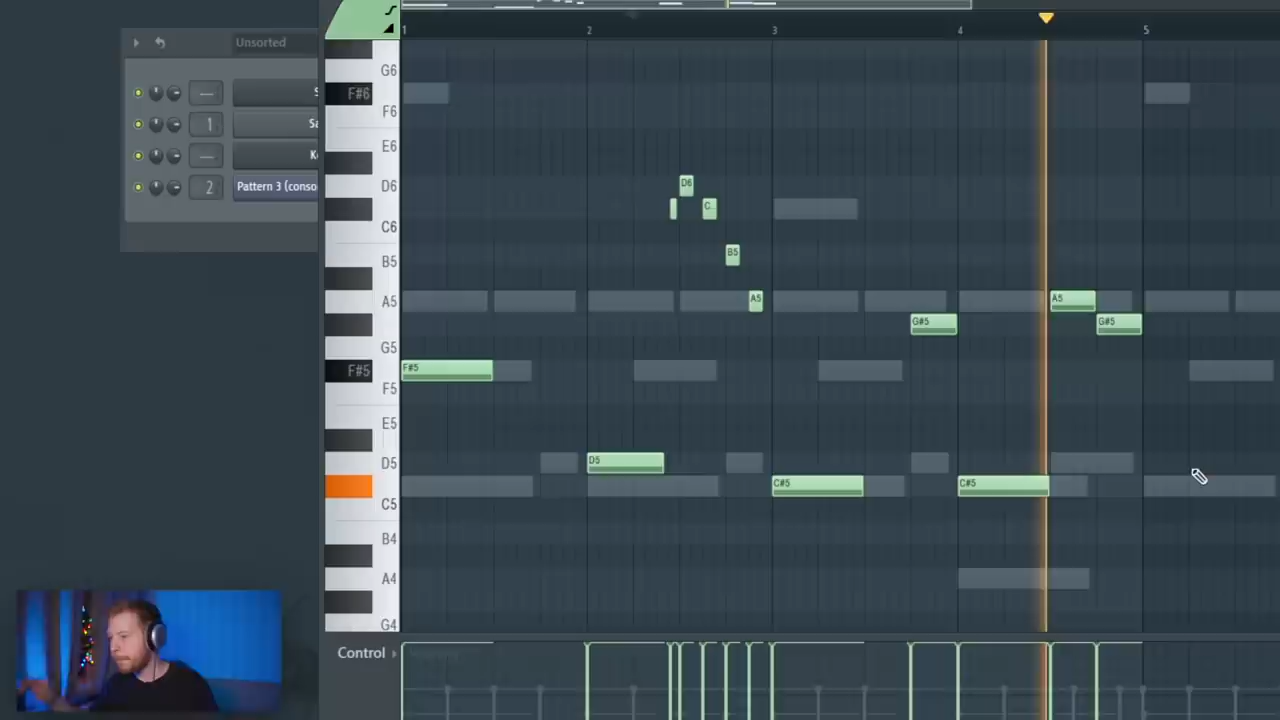 Unsorted
1
2
Pattern 3 (conso
1 2 3 4 5
G6
F#6
F6
E6
D6
C6
B5
A5
G5
F#5
F5
E5
D5
C5
B4
A4
G4
D6
C
B5
A5
A5
G#5
G#5
F#5
D5
C#5
C#5
Control